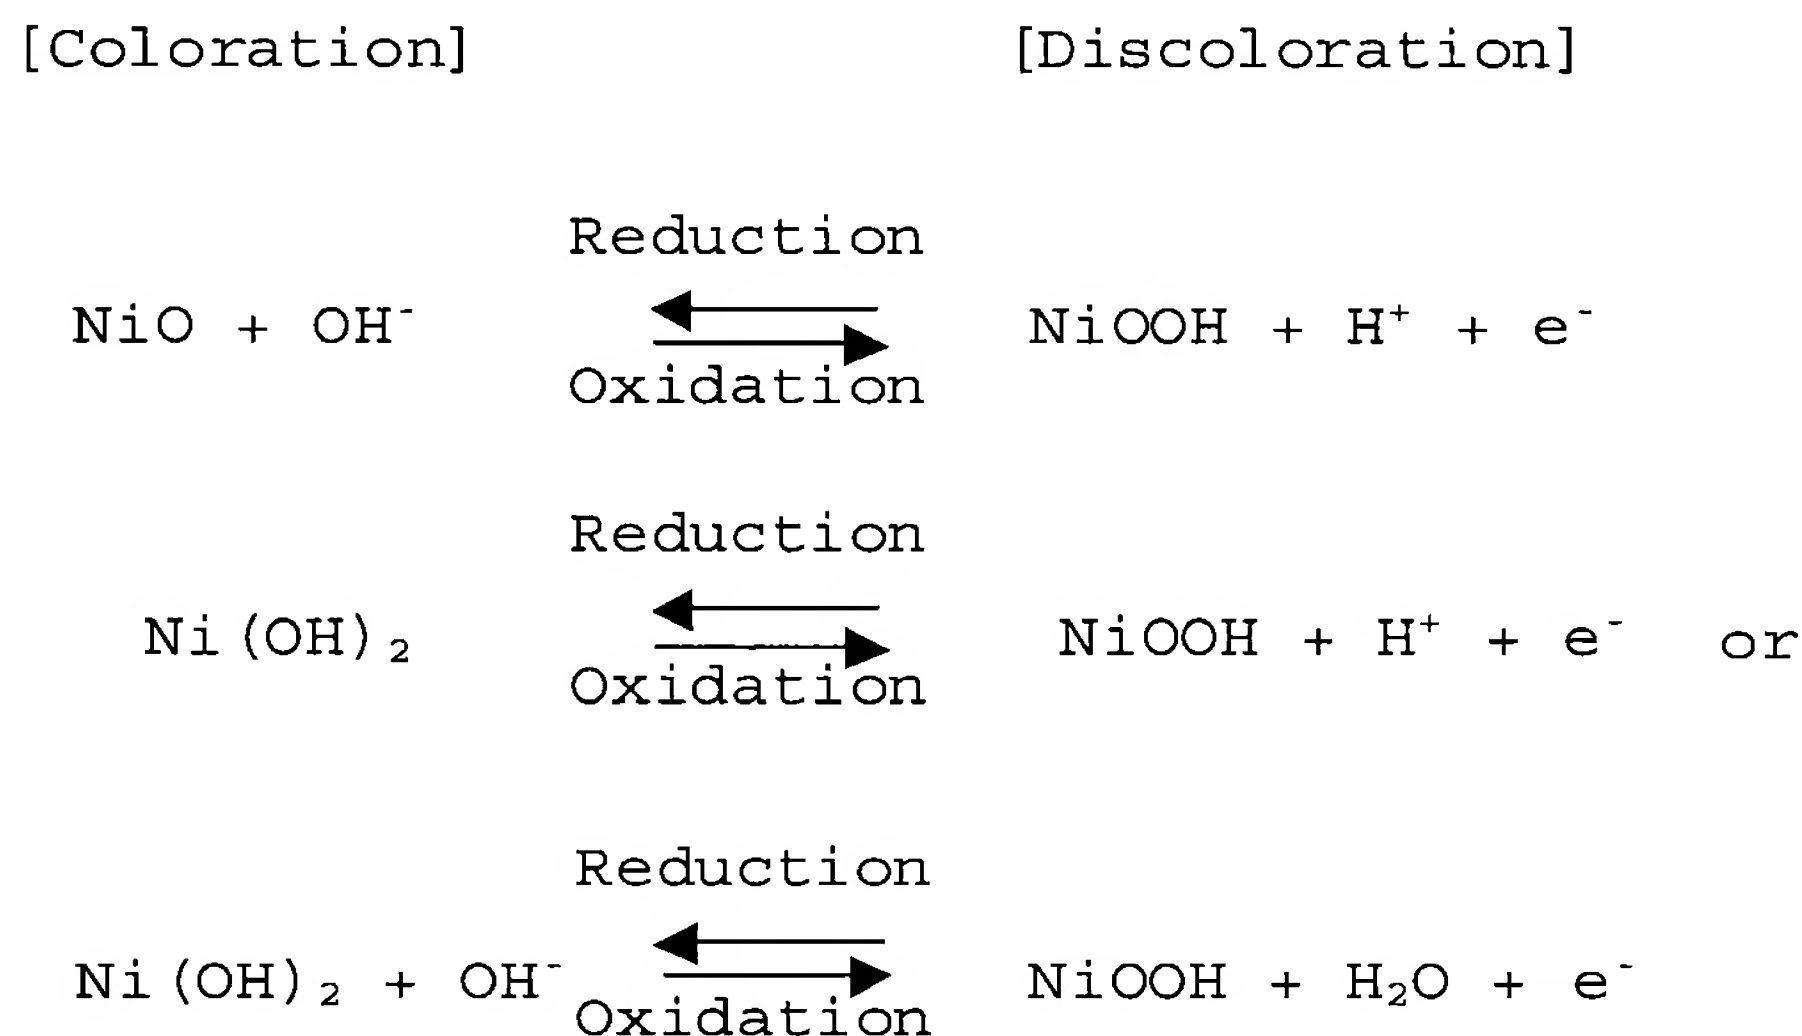 [Coloration] [Discoloration]
Reduction
NiO + OH⁻ NiOOH + H⁺ + e⁻
Oxidation
Reduction
Ni(OH)₂ NiOOH + H⁺ + e⁻ or
Oxidation
Reduction
Ni(OH)₂ + OH⁻ NiOOH + H₂O + e⁻
Oxidation